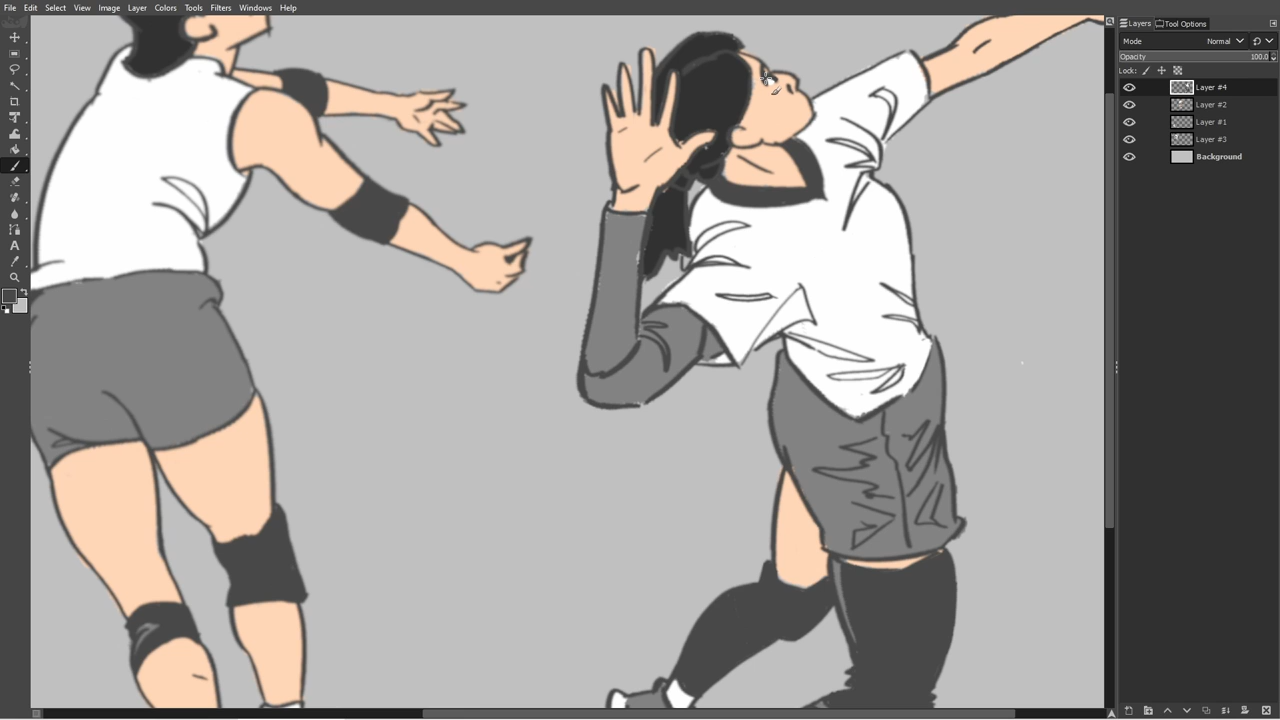 File Edit Select View Image Layer Colors Tools Filters Windows Help
Layers Tool Options
Mode Normal
Opacity 100.0
Lock:
Layer #4
Layer #2
Layer #1
Layer #3
Background